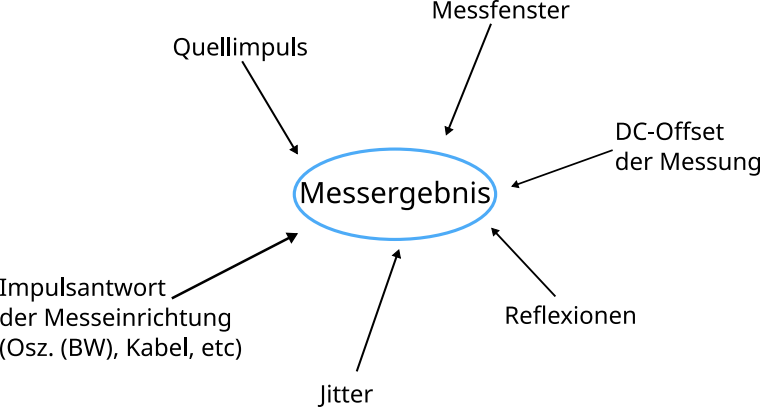 Messfenster
Quellimpuls
DC-Offset
der Messung
Messergebnis
Impulsantwort
der Messeinrichtung
(Osz. (BW), Kabel, etc)
Reflexionen
Jitter